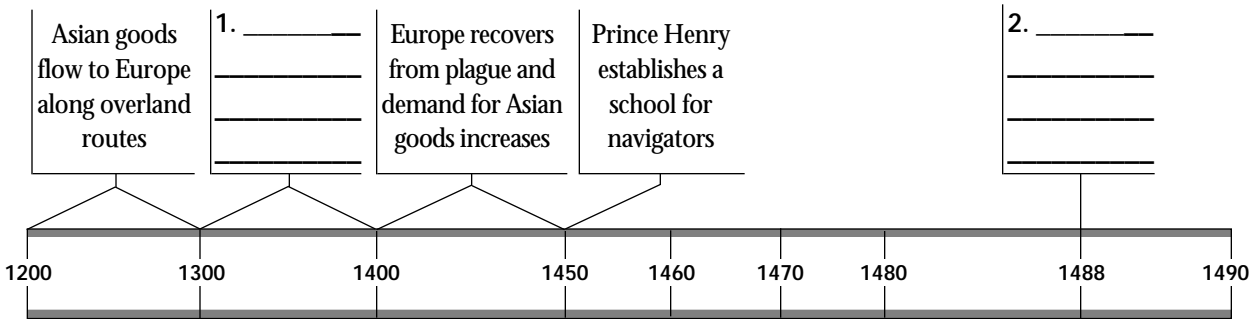 Asian goods
flow to Europe
along overland
routes
1.
Europe recovers
from plague and
demand for Asian
goods increases
Prince Henry
establishes a
school for
navigators
2.
1200 1300 1400 1450 1460 1470 1480 1488 1490